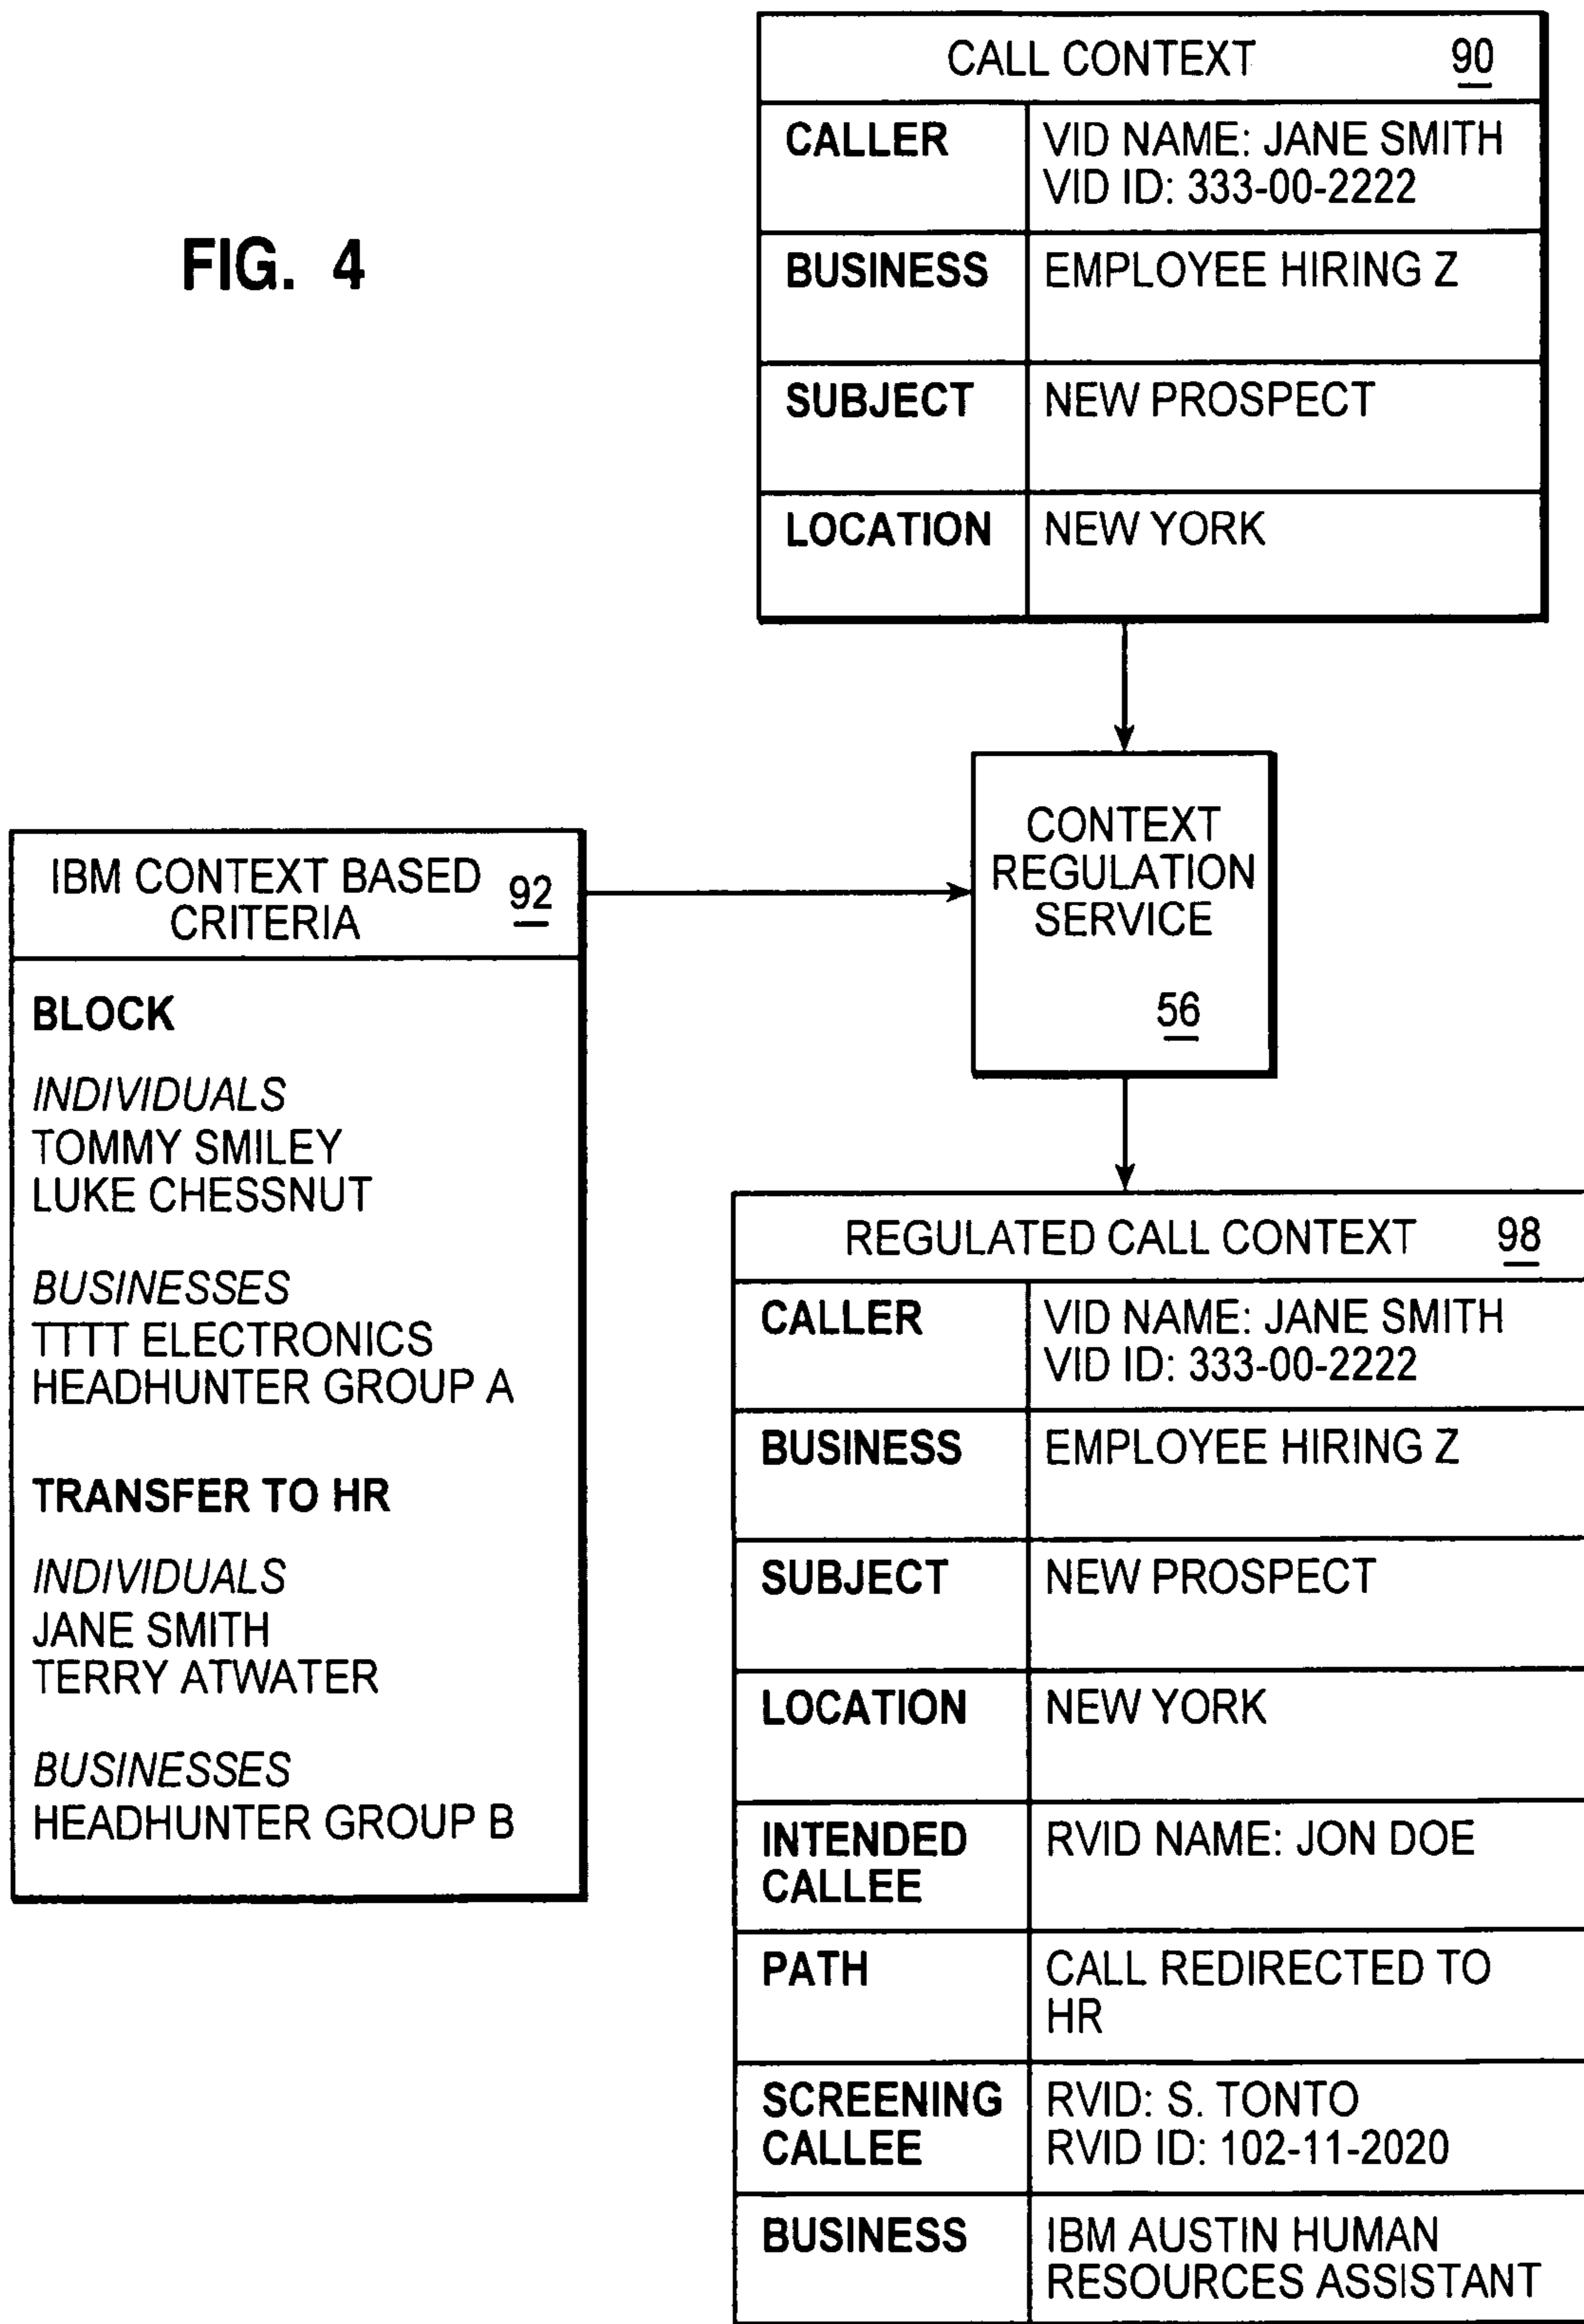 FIG. 4
CALL CONTEXT 90
CALLER VID NAME: JANE SMITH
VID ID: 333-00-2222
BUSINESS EMPLOYEE HIRING Z
SUBJECT NEW PROSPECT
LOCATION NEW YORK
CONTEXT
REGULATION
SERVICE
56
IBM CONTEXT BASED
CRITERIA 92
BLOCK
INDIVIDUALS
TOMMY SMILEY
LUKE CHESSNUT
BUSINESSES
TTTT ELECTRONICS
HEADHUNTER GROUP A
TRANSFER TO HR
INDIVIDUALS
JANE SMITH
TERRY ATWATER
BUSINESSES
HEADHUNTER GROUP B
REGULATED CALL CONTEXT 98
CALLER VID NAME: JANE SMITH
VID ID: 333-00-2222
BUSINESS EMPLOYEE HIRING Z
SUBJECT NEW PROSPECT
LOCATION NEW YORK
INTENDED RVID NAME: JON DOE
CALLEE
PATH CALL REDIRECTED TO
HR
SCREENING RVID: S. TONTO
CALLEE RVID ID: 102-11-2020
BUSINESS IBM AUSTIN HUMAN
RESOURCES ASSISTANT